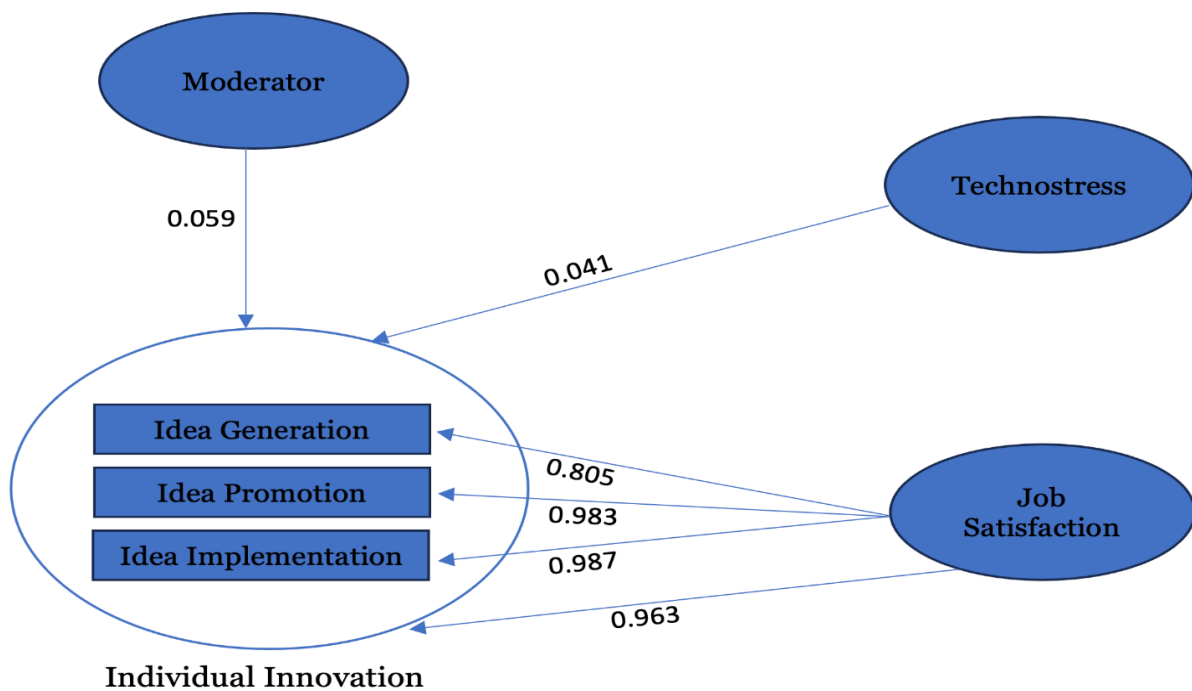 Moderator
Technostress
0.059
0.041
Idea Generation
Idea Promotion
Idea Implementation
0.805
0.983
0.987
0.963
Job
Satisfaction
Individual Innovation